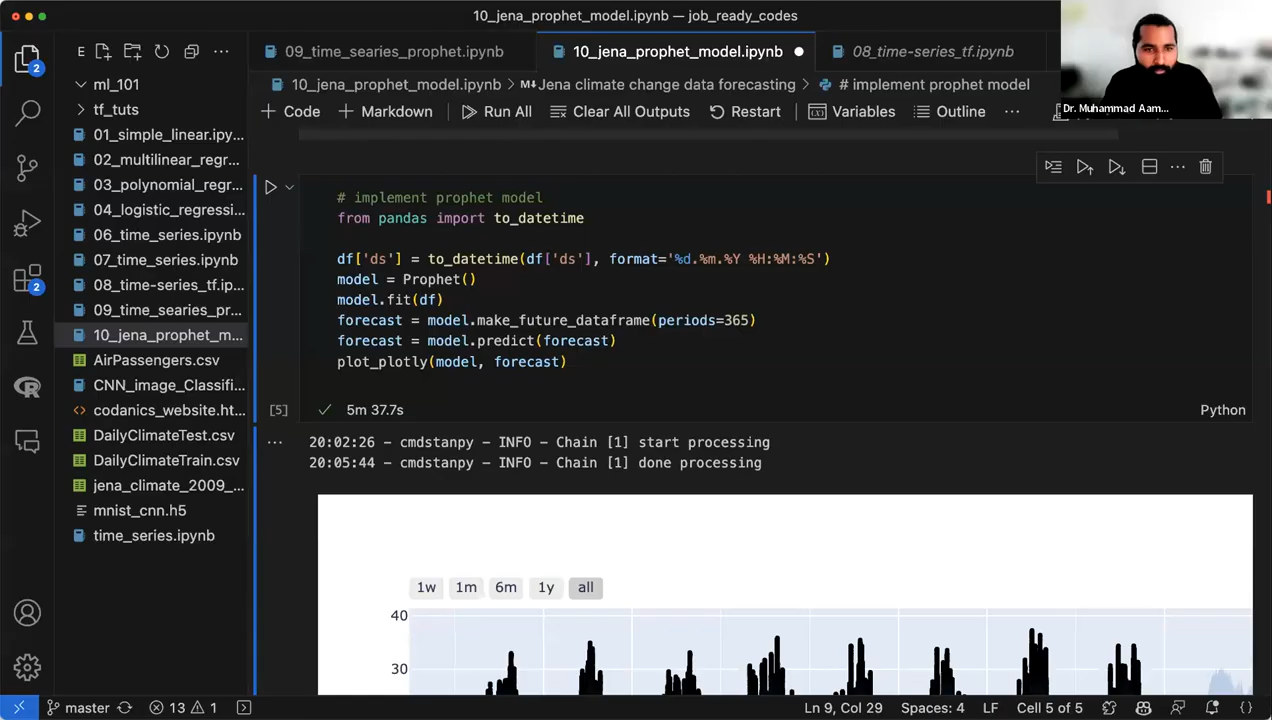 10_jena_prophet_model.ipynb — job_ready_codes
E
09_time_searies_prophet.ipynb
10_jena_prophet_model.ipynb
08_time-series_tf.ipynb
10_jena_prophet_model.ipynb > Jena climate change data forecasting > # implement prophet model
+ Code + Markdown Run All Clear All Outputs Restart Variables Outline ...
Dr. Muhammad Aam...
2
2
ml_101
tf_tuts
01_simple_linear.ipy...
02_multilinear_regr...
03_polynomial_regr...
04_logistic_regressi...
06_time_series.ipynb
07_time_series.ipynb
08_time-series_tf.ip...
09_time_searies_pr...
10_jena_prophet_m...
AirPassengers.csv
CNN_image_Classifi...
codanics_website.ht...
DailyClimateTest.csv
DailyClimateTrain.csv
jena_climate_2009_...
mnist_cnn.h5
time_series.ipynb
# implement prophet model
from pandas import to_datetime
df['ds'] = to_datetime(df['ds'], format='%d.%m.%Y %H:%M:%S')
model = Prophet()
model.fit(df)
forecast = model.make_future_dataframe(periods=365)
forecast = model.predict(forecast)
plot_plotly(model, forecast)
[5] 5m 37.7s Python
20:02:26 - cmdstanpy - INFO - Chain [1] start processing
20:05:44 - cmdstanpy - INFO - Chain [1] done processing
1w 1m 6m 1y all
40
30
master 13 1 Ln 9, Col 29 Spaces: 4 LF Cell 5 of 5